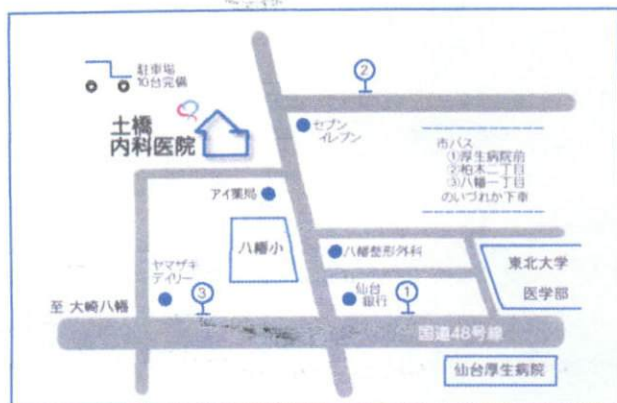 駐車場
10台完備
②
土橋
内科医院
セブン
イレブン
市バス
①厚生病院前
②柏木二丁目
③八幡一丁目
のいづれか下車
アイ薬局
八幡小
八幡整形外科
東北大学
医学部
ヤマザキ
デイリー
③
仙台
銀行
①
至 大崎八幡
国道48号線
仙台厚生病院